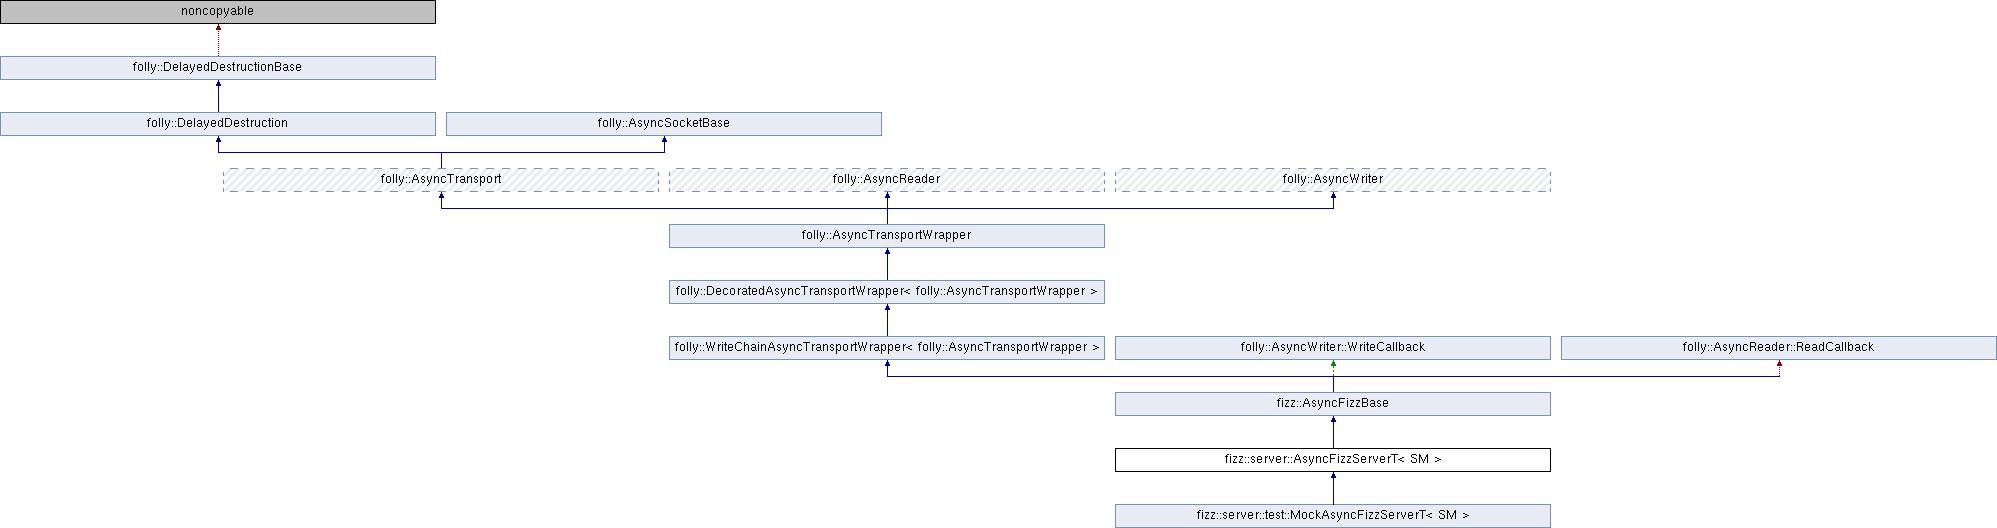 noncopyable
folly::DelayedDestructionBase
folly::DelayedDestruction
folly::AsyncSocketBase
folly::AsyncTransport
folly::AsyncReader
folly::AsyncWriter
folly::AsyncTransportWrapper
folly::DecoratedAsyncTransportWrapper< folly::AsyncTransportWrapper >
folly::WriteChainAsyncTransportWrapper< folly::AsyncTransportWrapper >
folly::AsyncWriter::WriteCallback
folly::AsyncReader::ReadCallback
fizz::AsyncFizzBase
fizz::server::AsyncFizzServerT< SM >
fizz::server::test::MockAsyncFizzServerT< SM >